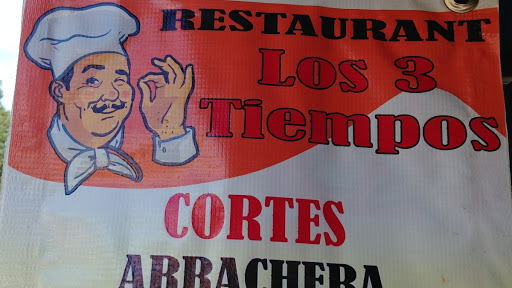 RESTAURANT
Los 3
Tiempos
CORTES
ARRACHERA